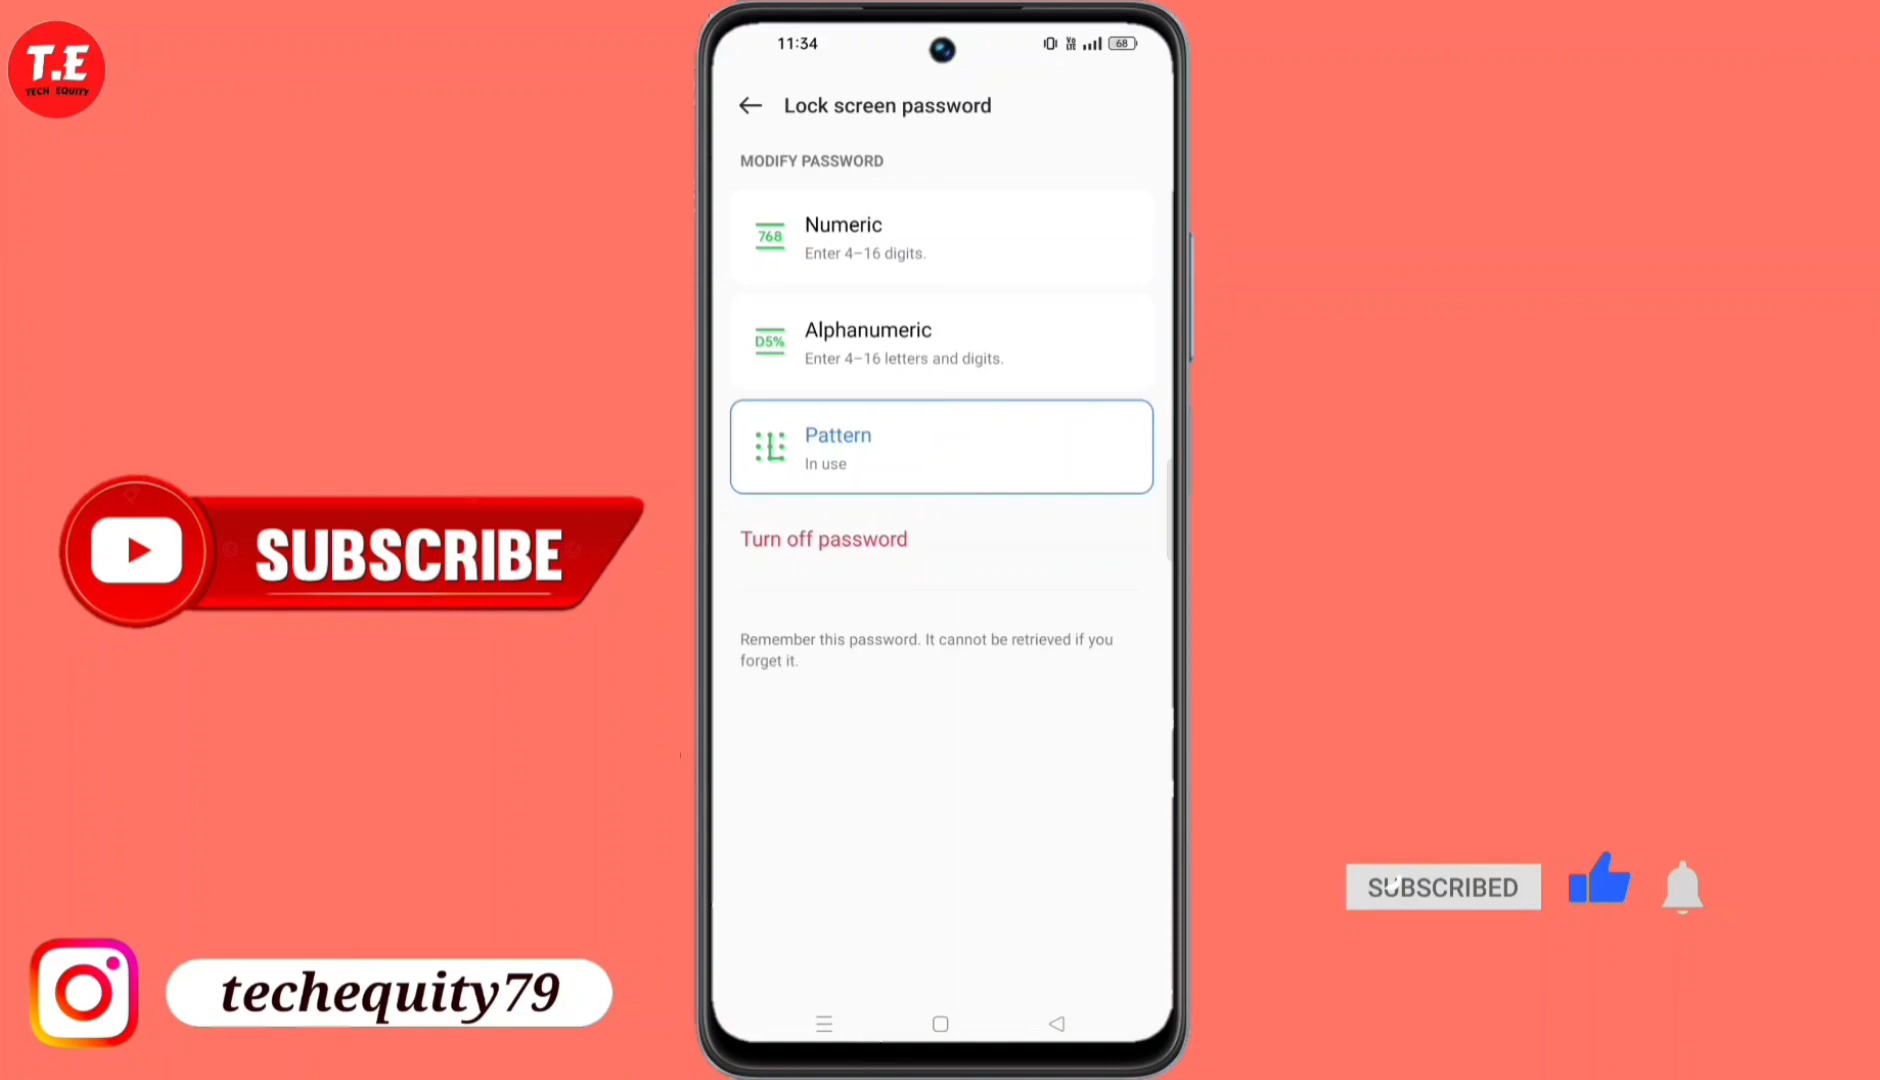 T.E
TECH EQUITY
11:34
Vo LTE
68
Lock screen password
MODIFY PASSWORD
768
Numeric
Enter 4–16 digits.
D5%
Alphanumeric
Enter 4–16 letters and digits.
Pattern
In use
Turn off password
Remember this password. It cannot be retrieved if you
forget it.
SUBSCRIBE
SUBSCRIBED
techequity79